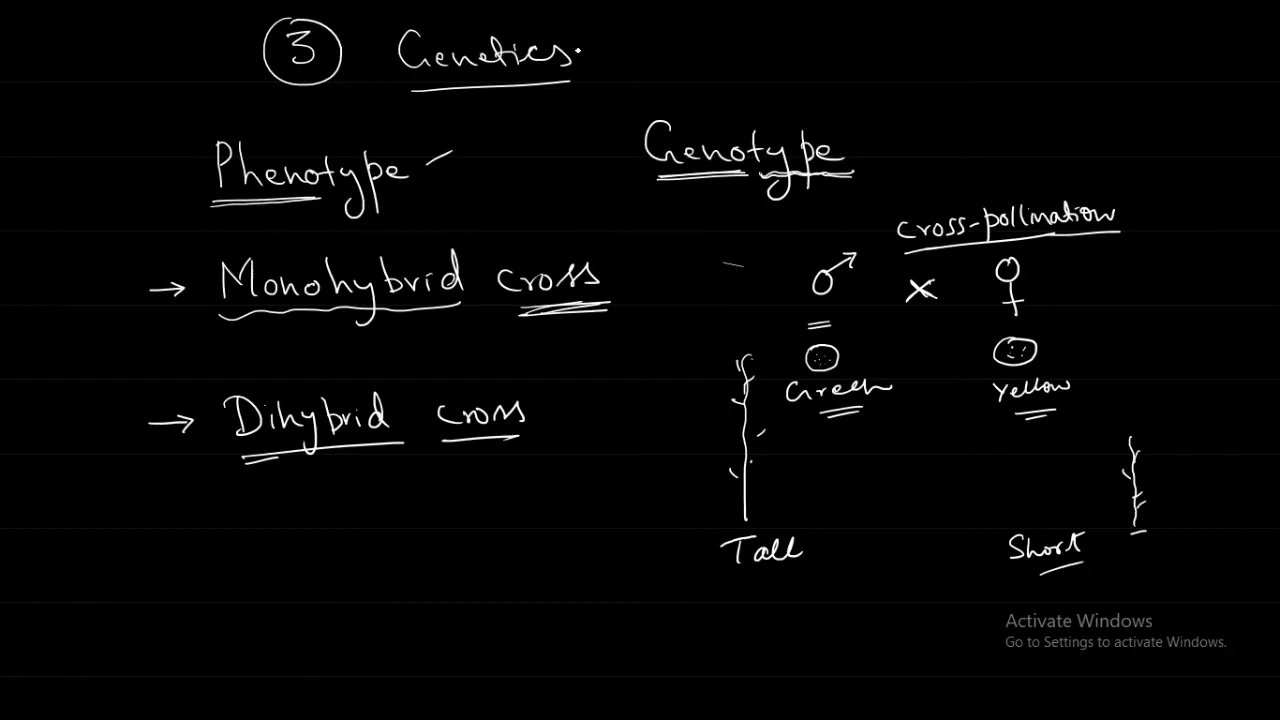 3 Genetics.
Phenotype Genotype
cross-pollination
→ Monohybrid cross ♂ × ♀
Green Yellow
→ Dihybrid cross
Tall Short
Activate Windows
Go to Settings to activate Windows.